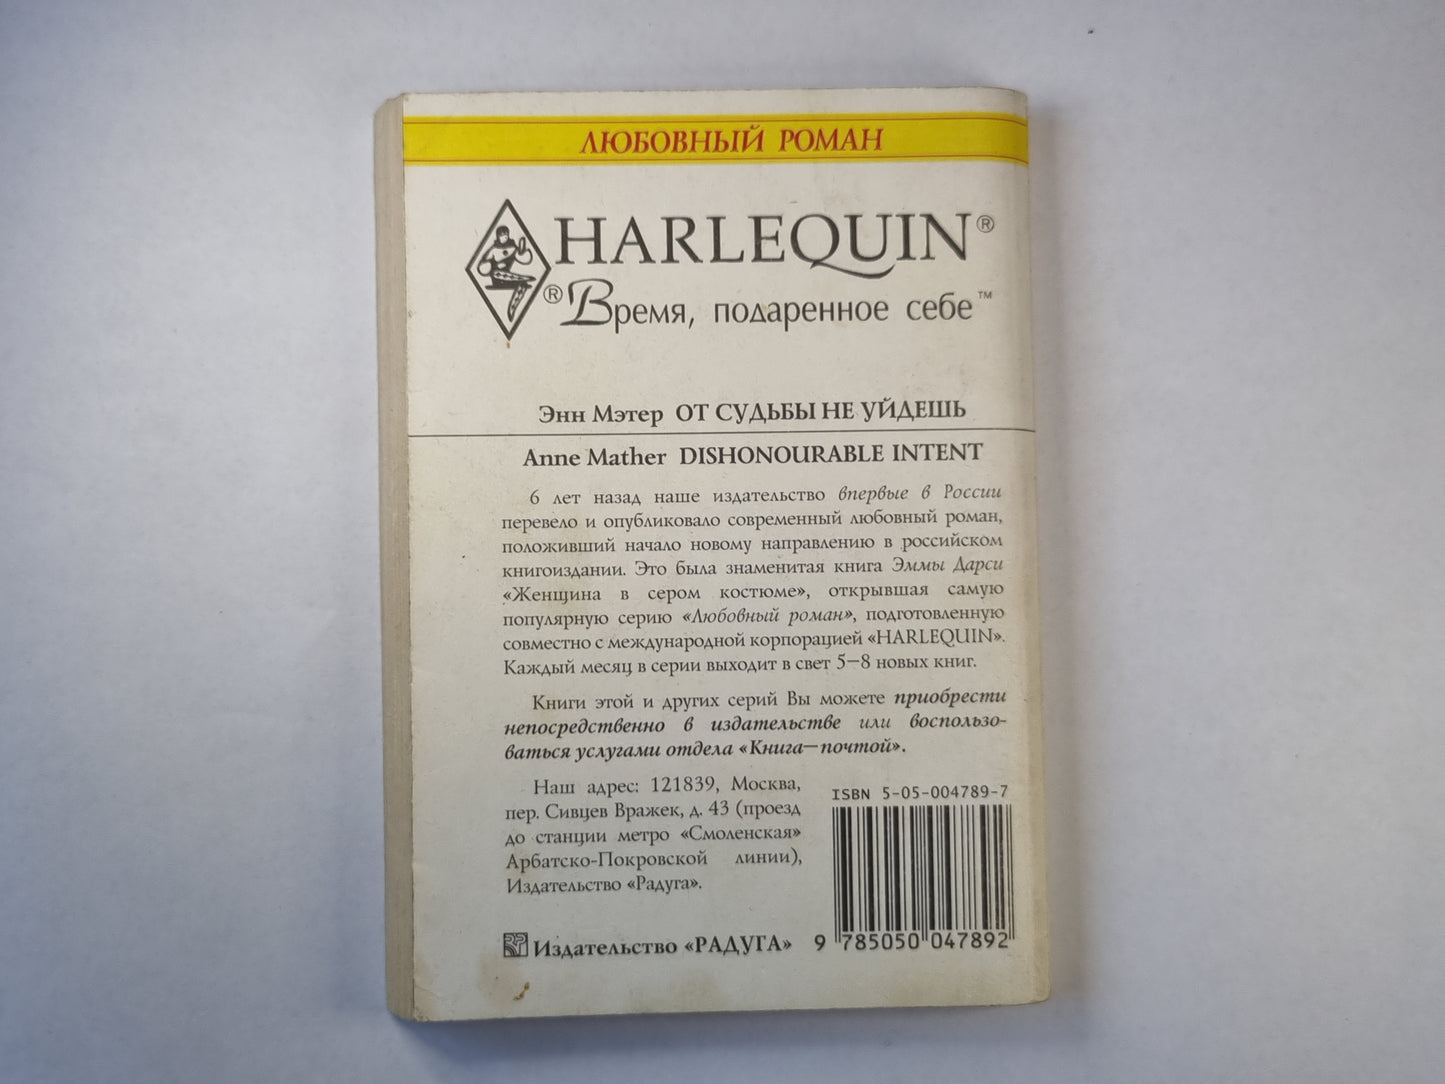 ЛЮБОВНЫЙ РОМАН
HARLEQUIN®
® Время, подаренное себе™
Энн Мэтер ОТ СУДЬБЫ НЕ УЙДЕШЬ
Anne Mather DISHONOURABLE INTENT
6 лет назад наше издательство впервые в России
перевело и опубликовало современный любовный роман,
положивший начало новому направлению в российском
книгоиздании. Это была знаменитая книга Эммы Дарси
«Женщина в сером костюме», открывшая самую
популярную серию «Любовный роман», подготовленную
совместно с международной корпорацией «HARLEQUIN».
Каждый месяц в серии выходит в свет 5–8 новых книг.
Книги этой и других серий Вы можете приобрести
непосредственно в издательстве или воспользо-
ваться услугами отдела «Книга–почтой».
Наш адрес: 121839, Москва,
пер. Сивцев Вражек, д. 43 (проезд
до станции метро «Смоленская»
Арбатско-Покровской линии),
Издательство «Радуга».
Издательство «РАДУГА»
ISBN 5-05-004789-7
9 785050 047892